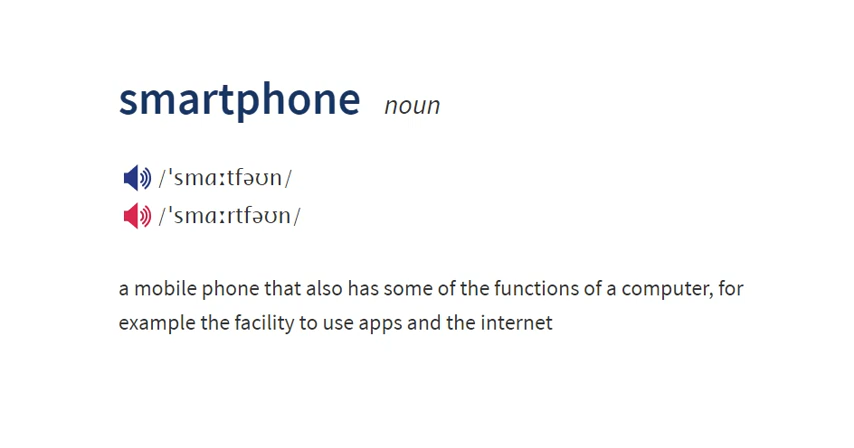 smartphone noun
/ˈsmɑːtfəʊn/
/ˈsmɑːrtfəʊn/
a mobile phone that also has some of the functions of a computer, for
example the facility to use apps and the internet